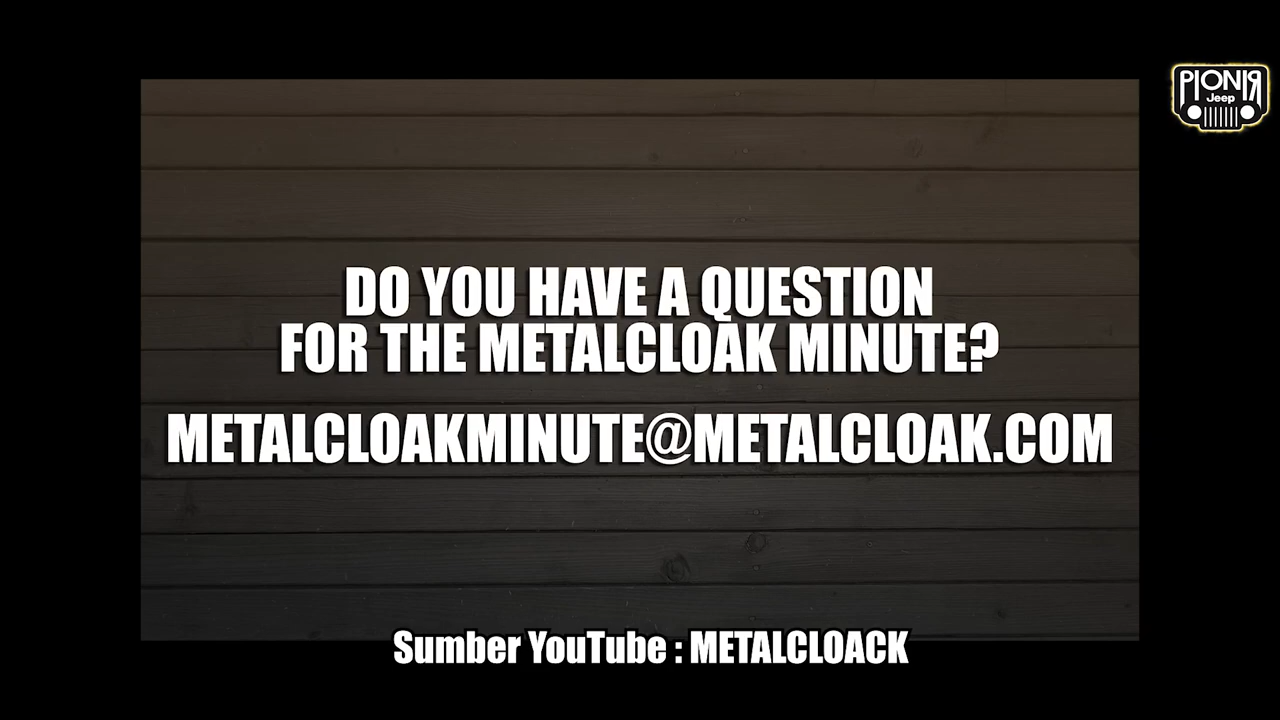 PIONIR
Jeep
DO YOU HAVE A QUESTION
FOR THE METALCLOAK MINUTE?
METALCLOAKMINUTE@METALCLOAK.COM
Sumber YouTube : METALCLOACK